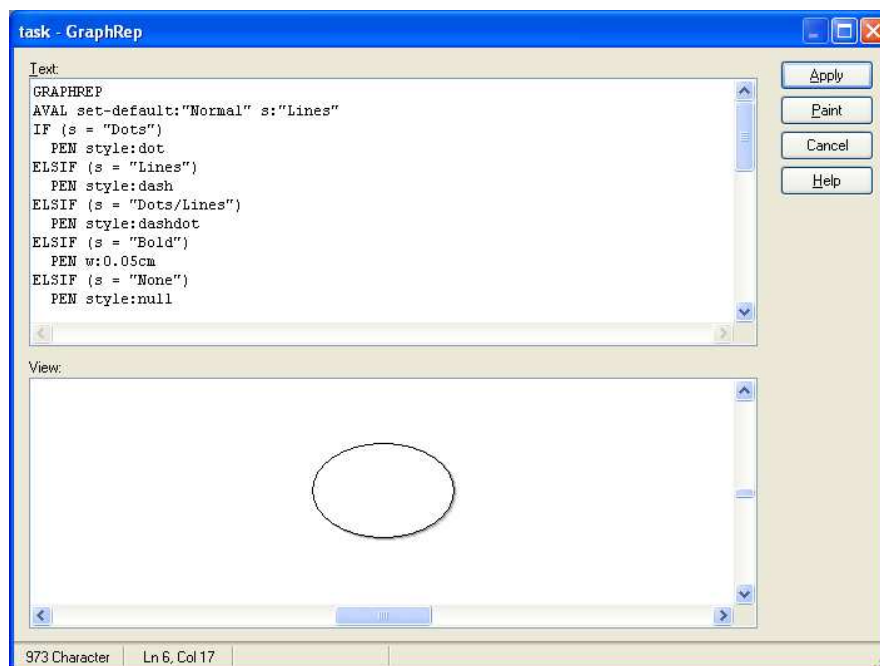 task - GraphRep
Text:
Apply
GRAPHREP
AVAL set-default:"Normal" s:"Lines"
Paint
IF (s = "Dots")
  PEN style:dot
Cancel
ELSIF (s = "Lines")
  PEN style:dash
Help
ELSIF (s = "Dots/Lines")
  PEN style:dashdot
ELSIF (s = "Bold")
  PEN w:0.05cm
ELSIF (s = "None")
  PEN style:null
View:
973 Character Ln 6, Col 17